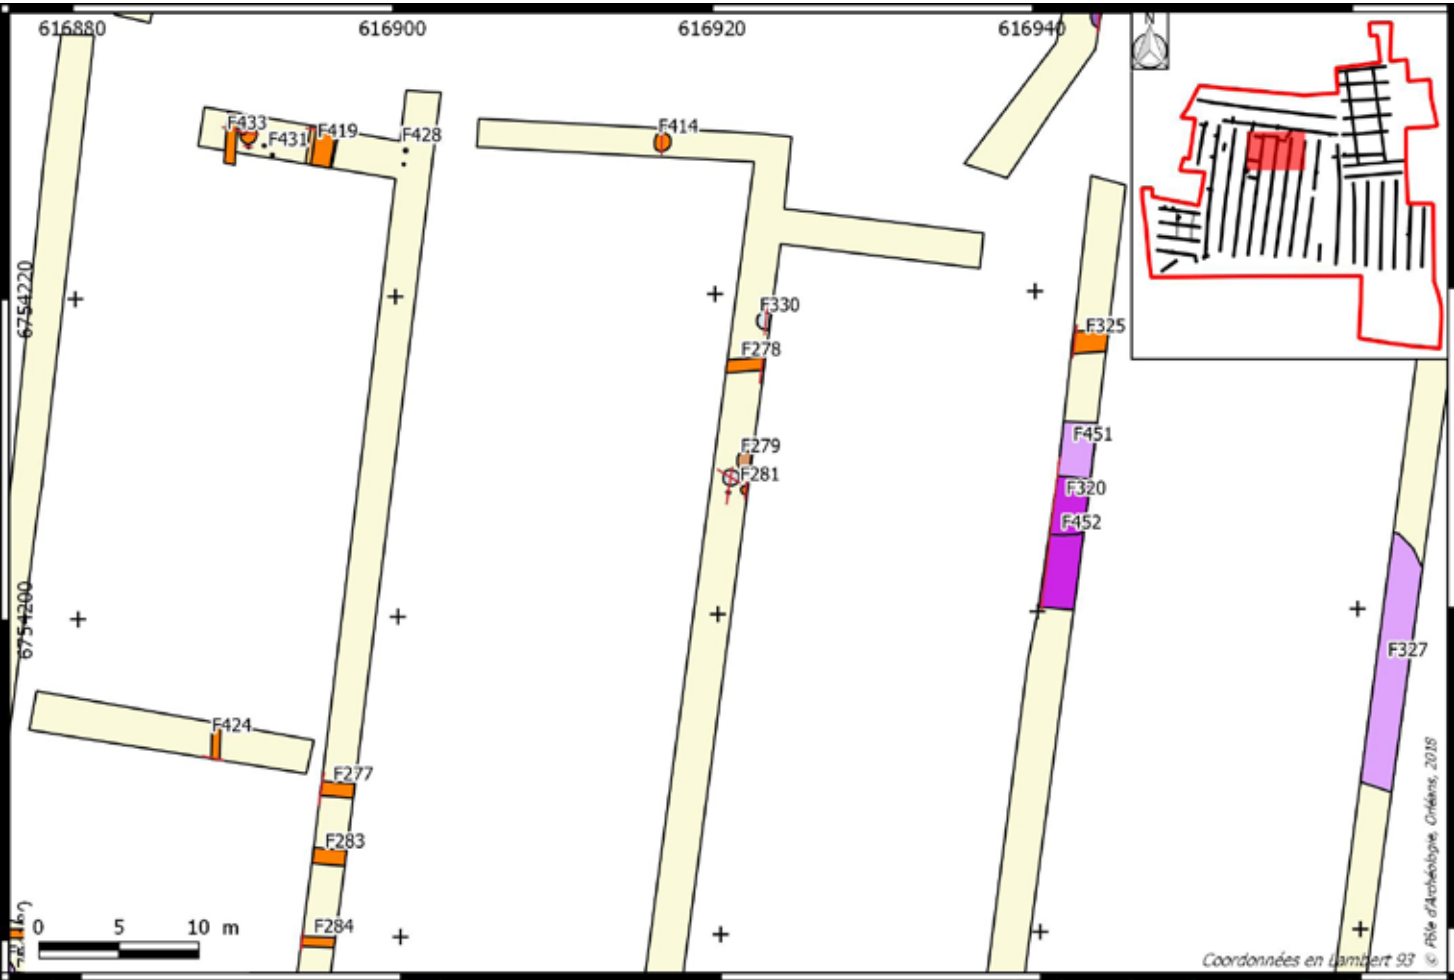 616880
616900
616920
616940
N
F433
F431
F419
F428
F414
6754220
F330
F278
F325
F279
F281
F451
F320
F452
6754200
F327
F424
F277
F283
F284
0 5 10 m
Coordonnées en Lambert 93
© Pôle d'Archéologie, Orléans, 2018